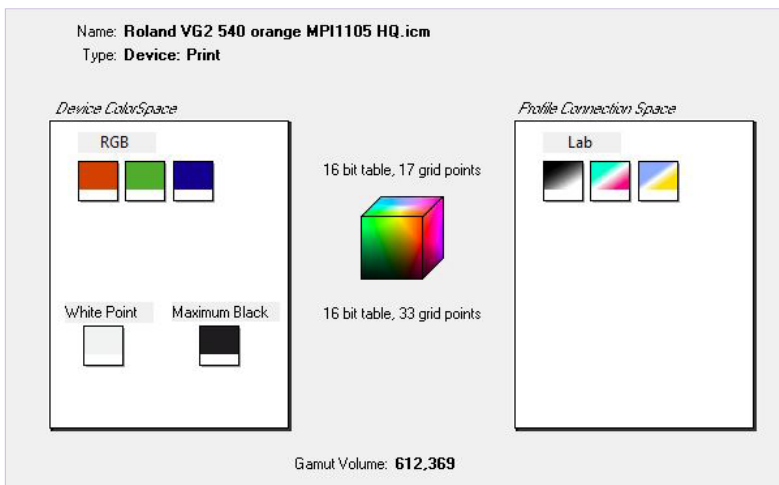 Name: Roland VG2 540 orange MPI1105 HQ.icm
Type: Device: Print
Device ColorSpace
Profile Connection Space
RGB
Lab
16 bit table, 17 grid points
White Point
Maximum Black
16 bit table, 33 grid points
Gamut Volume: 612,369